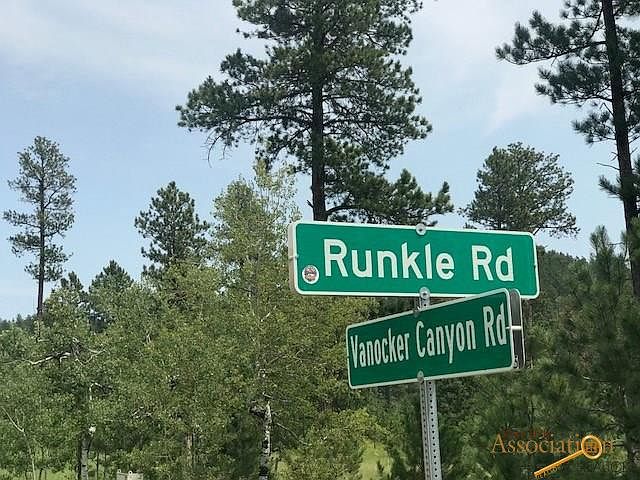 Runkle Rd
Vanocker Canyon Rd
Association